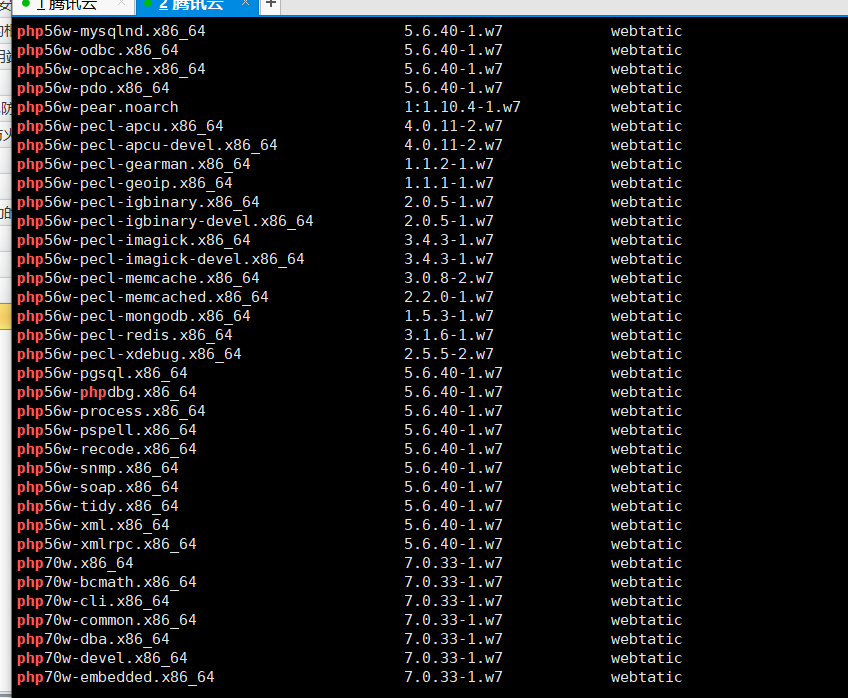 1 腾讯云 × 2 腾讯云 × +
php56w-mysqlnd.x86_64 5.6.40-1.w7 webtatic
php56w-odbc.x86_64 5.6.40-1.w7 webtatic
php56w-opcache.x86_64 5.6.40-1.w7 webtatic
php56w-pdo.x86_64 5.6.40-1.w7 webtatic
php56w-pear.noarch 1:1.10.4-1.w7 webtatic
php56w-pecl-apcu.x86_64 4.0.11-2.w7 webtatic
php56w-pecl-apcu-devel.x86_64 4.0.11-2.w7 webtatic
php56w-pecl-gearman.x86_64 1.1.2-1.w7 webtatic
php56w-pecl-geoip.x86_64 1.1.1-1.w7 webtatic
php56w-pecl-igbinary.x86_64 2.0.5-1.w7 webtatic
php56w-pecl-igbinary-devel.x86_64 2.0.5-1.w7 webtatic
php56w-pecl-imagick.x86_64 3.4.3-1.w7 webtatic
php56w-pecl-imagick-devel.x86_64 3.4.3-1.w7 webtatic
php56w-pecl-memcache.x86_64 3.0.8-2.w7 webtatic
php56w-pecl-memcached.x86_64 2.2.0-1.w7 webtatic
php56w-pecl-mongodb.x86_64 1.5.3-1.w7 webtatic
php56w-pecl-redis.x86_64 3.1.6-1.w7 webtatic
php56w-pecl-xdebug.x86_64 2.5.5-2.w7 webtatic
php56w-pgsql.x86_64 5.6.40-1.w7 webtatic
php56w-phpdbg.x86_64 5.6.40-1.w7 webtatic
php56w-process.x86_64 5.6.40-1.w7 webtatic
php56w-pspell.x86_64 5.6.40-1.w7 webtatic
php56w-recode.x86_64 5.6.40-1.w7 webtatic
php56w-snmp.x86_64 5.6.40-1.w7 webtatic
php56w-soap.x86_64 5.6.40-1.w7 webtatic
php56w-tidy.x86_64 5.6.40-1.w7 webtatic
php56w-xml.x86_64 5.6.40-1.w7 webtatic
php56w-xmlrpc.x86_64 5.6.40-1.w7 webtatic
php70w.x86_64 7.0.33-1.w7 webtatic
php70w-bcmath.x86_64 7.0.33-1.w7 webtatic
php70w-cli.x86_64 7.0.33-1.w7 webtatic
php70w-common.x86_64 7.0.33-1.w7 webtatic
php70w-dba.x86_64 7.0.33-1.w7 webtatic
php70w-devel.x86_64 7.0.33-1.w7 webtatic
php70w-embedded.x86_64 7.0.33-1.w7 webtatic